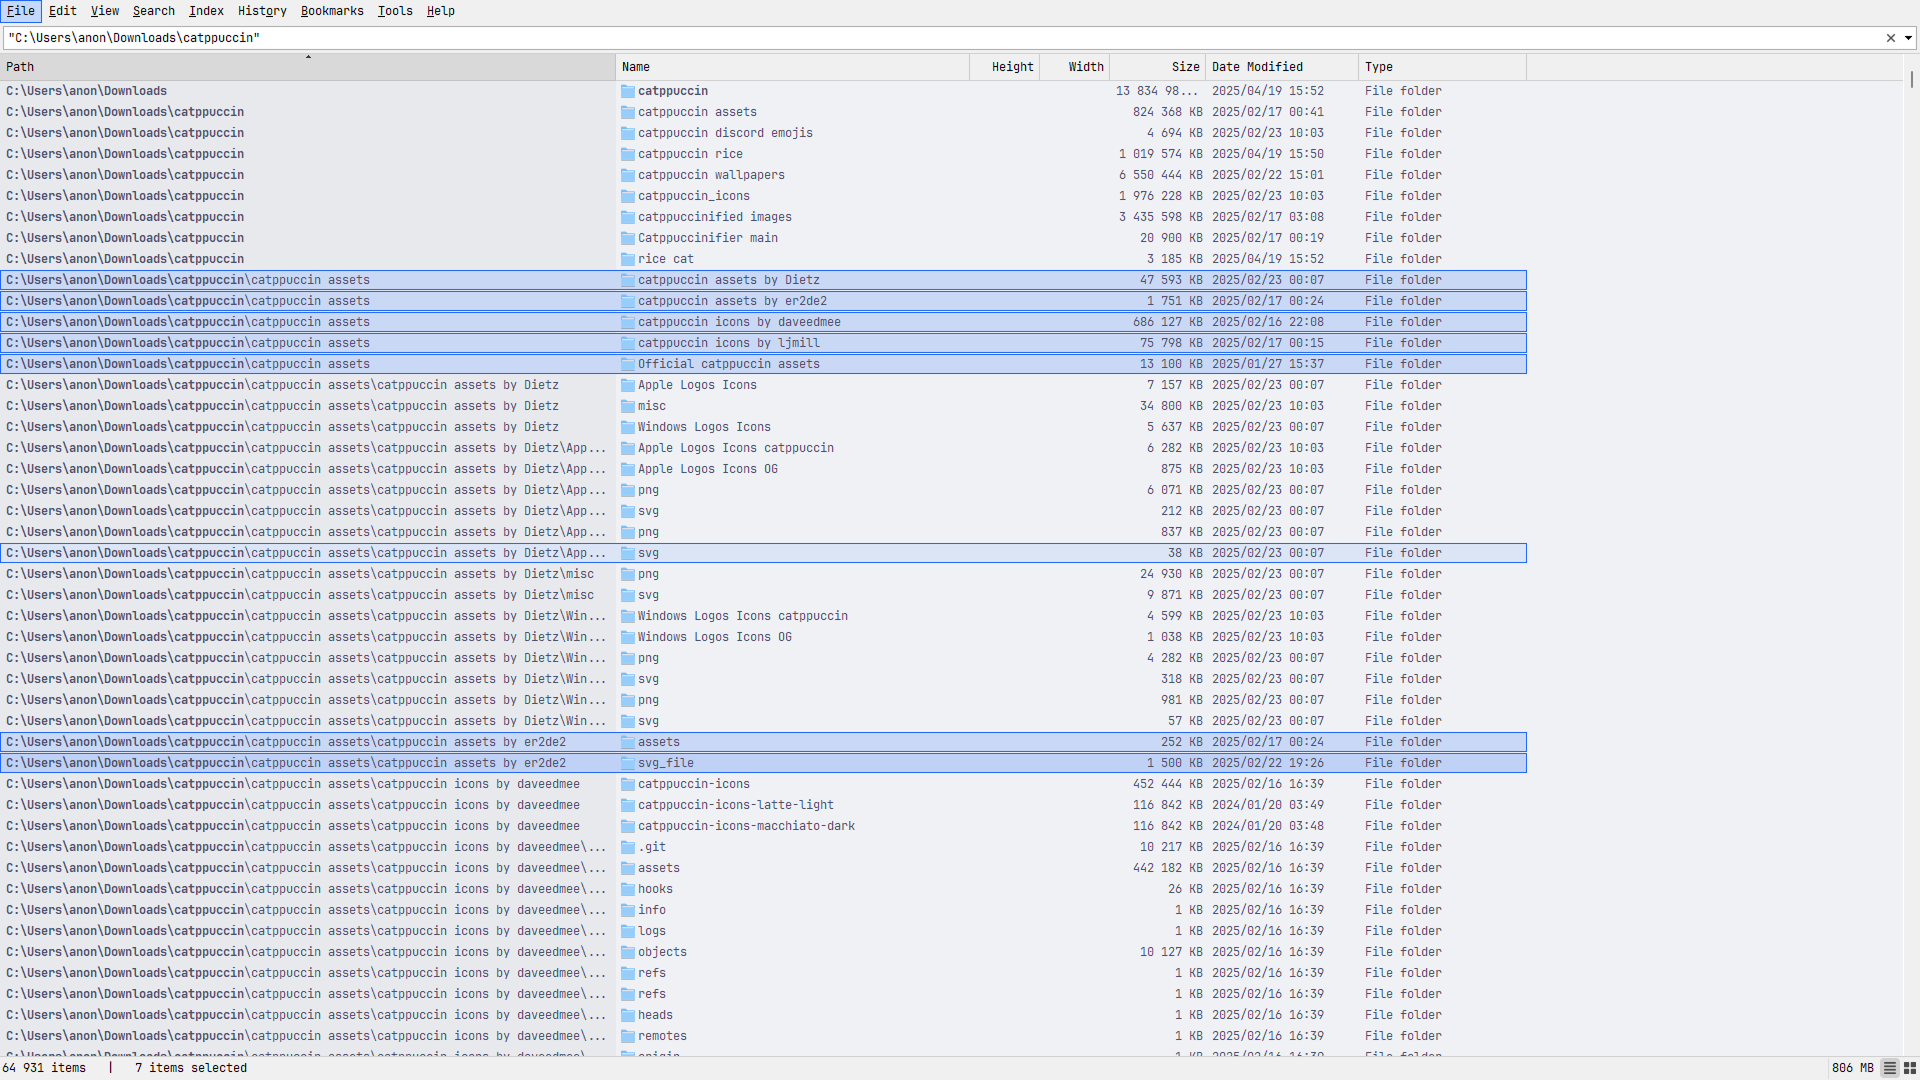 File Edit View Search Index History Bookmarks Tools Help
"C:\Users\anon\Downloads\catppuccin"
Path Name Height Width Size Date Modified Type
C:\Users\anon\Downloads catppuccin 13 834 98... 2025/04/19 15:52 File folder
C:\Users\anon\Downloads\catppuccin catppuccin assets 824 368 KB 2025/02/17 00:41 File folder
C:\Users\anon\Downloads\catppuccin catppuccin discord emojis 4 694 KB 2025/02/23 10:03 File folder
C:\Users\anon\Downloads\catppuccin catppuccin rice 1 019 574 KB 2025/04/19 15:50 File folder
C:\Users\anon\Downloads\catppuccin catppuccin wallpapers 6 550 444 KB 2025/02/22 15:01 File folder
C:\Users\anon\Downloads\catppuccin catppuccin_icons 1 976 228 KB 2025/02/23 10:03 File folder
C:\Users\anon\Downloads\catppuccin catppuccinified images 3 435 598 KB 2025/02/17 03:08 File folder
C:\Users\anon\Downloads\catppuccin Catppuccinifier main 20 900 KB 2025/02/17 00:19 File folder
C:\Users\anon\Downloads\catppuccin rice cat 3 185 KB 2025/04/19 15:52 File folder
C:\Users\anon\Downloads\catppuccin\catppuccin assets catppuccin assets by Dietz 47 593 KB 2025/02/23 00:07 File folder
C:\Users\anon\Downloads\catppuccin\catppuccin assets catppuccin assets by er2de2 1 751 KB 2025/02/17 00:24 File folder
C:\Users\anon\Downloads\catppuccin\catppuccin assets catppuccin icons by daveedmee 686 127 KB 2025/02/16 22:08 File folder
C:\Users\anon\Downloads\catppuccin\catppuccin assets catppuccin icons by ljmill 75 798 KB 2025/02/17 00:15 File folder
C:\Users\anon\Downloads\catppuccin\catppuccin assets Official catppuccin assets 13 100 KB 2025/01/27 15:37 File folder
C:\Users\anon\Downloads\catppuccin\catppuccin assets\catppuccin assets by Dietz Apple Logos Icons 7 157 KB 2025/02/23 00:07 File folder
C:\Users\anon\Downloads\catppuccin\catppuccin assets\catppuccin assets by Dietz misc 34 800 KB 2025/02/23 10:03 File folder
C:\Users\anon\Downloads\catppuccin\catppuccin assets\catppuccin assets by Dietz Windows Logos Icons 5 637 KB 2025/02/23 00:07 File folder
C:\Users\anon\Downloads\catppuccin\catppuccin assets\catppuccin assets by Dietz\App... Apple Logos Icons catppuccin 6 282 KB 2025/02/23 10:03 File folder
C:\Users\anon\Downloads\catppuccin\catppuccin assets\catppuccin assets by Dietz\App... Apple Logos Icons OG 875 KB 2025/02/23 10:03 File folder
C:\Users\anon\Downloads\catppuccin\catppuccin assets\catppuccin assets by Dietz\App... png 6 071 KB 2025/02/23 00:07 File folder
C:\Users\anon\Downloads\catppuccin\catppuccin assets\catppuccin assets by Dietz\App... svg 212 KB 2025/02/23 00:07 File folder
C:\Users\anon\Downloads\catppuccin\catppuccin assets\catppuccin assets by Dietz\App... png 837 KB 2025/02/23 00:07 File folder
C:\Users\anon\Downloads\catppuccin\catppuccin assets\catppuccin assets by Dietz\App... svg 38 KB 2025/02/23 00:07 File folder
C:\Users\anon\Downloads\catppuccin\catppuccin assets\catppuccin assets by Dietz\misc png 24 930 KB 2025/02/23 00:07 File folder
C:\Users\anon\Downloads\catppuccin\catppuccin assets\catppuccin assets by Dietz\misc svg 9 871 KB 2025/02/23 00:07 File folder
C:\Users\anon\Downloads\catppuccin\catppuccin assets\catppuccin assets by Dietz\Win... Windows Logos Icons catppuccin 4 599 KB 2025/02/23 10:03 File folder
C:\Users\anon\Downloads\catppuccin\catppuccin assets\catppuccin assets by Dietz\Win... Windows Logos Icons OG 1 038 KB 2025/02/23 10:03 File folder
C:\Users\anon\Downloads\catppuccin\catppuccin assets\catppuccin assets by Dietz\Win... png 4 282 KB 2025/02/23 00:07 File folder
C:\Users\anon\Downloads\catppuccin\catppuccin assets\catppuccin assets by Dietz\Win... svg 318 KB 2025/02/23 00:07 File folder
C:\Users\anon\Downloads\catppuccin\catppuccin assets\catppuccin assets by Dietz\Win... png 981 KB 2025/02/23 00:07 File folder
C:\Users\anon\Downloads\catppuccin\catppuccin assets\catppuccin assets by Dietz\Win... svg 57 KB 2025/02/23 00:07 File folder
C:\Users\anon\Downloads\catppuccin\catppuccin assets\catppuccin assets by er2de2 assets 252 KB 2025/02/17 00:24 File folder
C:\Users\anon\Downloads\catppuccin\catppuccin assets\catppuccin assets by er2de2 svg_file 1 500 KB 2025/02/22 19:26 File folder
C:\Users\anon\Downloads\catppuccin\catppuccin assets\catppuccin icons by daveedmee catppuccin-icons 452 444 KB 2025/02/16 16:39 File folder
C:\Users\anon\Downloads\catppuccin\catppuccin assets\catppuccin icons by daveedmee catppuccin-icons-latte-light 116 842 KB 2024/01/20 03:49 File folder
C:\Users\anon\Downloads\catppuccin\catppuccin assets\catppuccin icons by daveedmee catppuccin-icons-macchiato-dark 116 842 KB 2024/01/20 03:48 File folder
C:\Users\anon\Downloads\catppuccin\catppuccin assets\catppuccin icons by daveedmee\... .git 10 217 KB 2025/02/16 16:39 File folder
C:\Users\anon\Downloads\catppuccin\catppuccin assets\catppuccin icons by daveedmee\... assets 442 182 KB 2025/02/16 16:39 File folder
C:\Users\anon\Downloads\catppuccin\catppuccin assets\catppuccin icons by daveedmee\... hooks 26 KB 2025/02/16 16:39 File folder
C:\Users\anon\Downloads\catppuccin\catppuccin assets\catppuccin icons by daveedmee\... info 1 KB 2025/02/16 16:39 File folder
C:\Users\anon\Downloads\catppuccin\catppuccin assets\catppuccin icons by daveedmee\... logs 1 KB 2025/02/16 16:39 File folder
C:\Users\anon\Downloads\catppuccin\catppuccin assets\catppuccin icons by daveedmee\... objects 10 127 KB 2025/02/16 16:39 File folder
C:\Users\anon\Downloads\catppuccin\catppuccin assets\catppuccin icons by daveedmee\... refs 1 KB 2025/02/16 16:39 File folder
C:\Users\anon\Downloads\catppuccin\catppuccin assets\catppuccin icons by daveedmee\... refs 1 KB 2025/02/16 16:39 File folder
C:\Users\anon\Downloads\catppuccin\catppuccin assets\catppuccin icons by daveedmee\... heads 1 KB 2025/02/16 16:39 File folder
C:\Users\anon\Downloads\catppuccin\catppuccin assets\catppuccin icons by daveedmee\... remotes 1 KB 2025/02/16 16:39 File folder
64 931 items | 7 items selected 806 MB